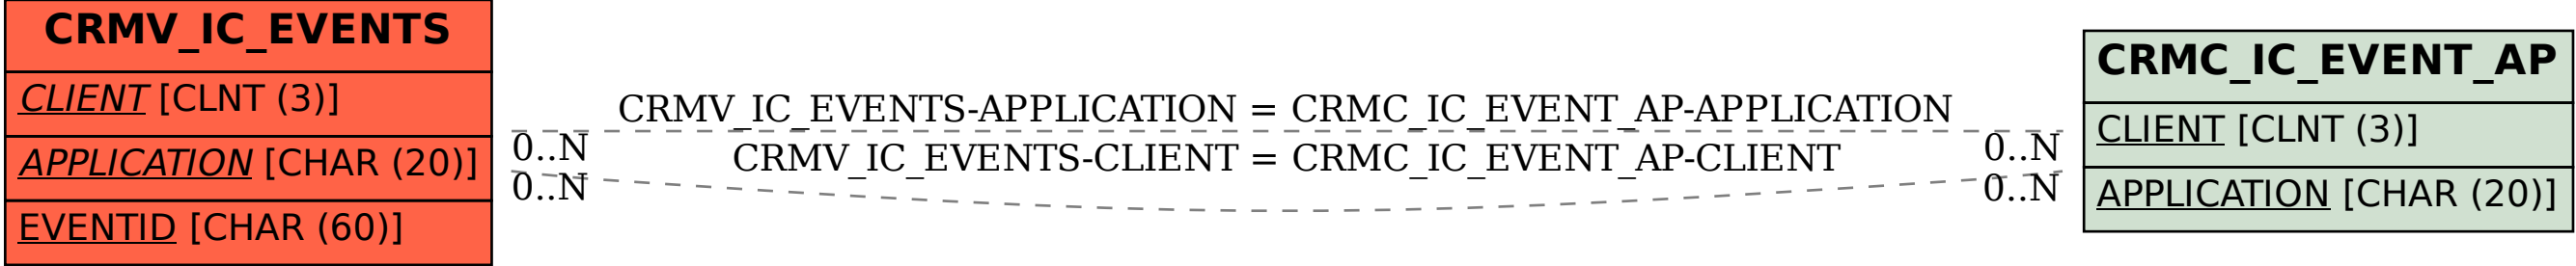 CRMV_IC_EVENTS
CLIENT [CLNT (3)]
APPLICATION [CHAR (20)]
EVENTID [CHAR (60)]
CRMV_IC_EVENTS-APPLICATION = CRMC_IC_EVENT_AP-APPLICATION
0..N
0..N
CRMV_IC_EVENTS-CLIENT = CRMC_IC_EVENT_AP-CLIENT
0..N
0..N
CRMC_IC_EVENT_AP
CLIENT [CLNT (3)]
APPLICATION [CHAR (20)]